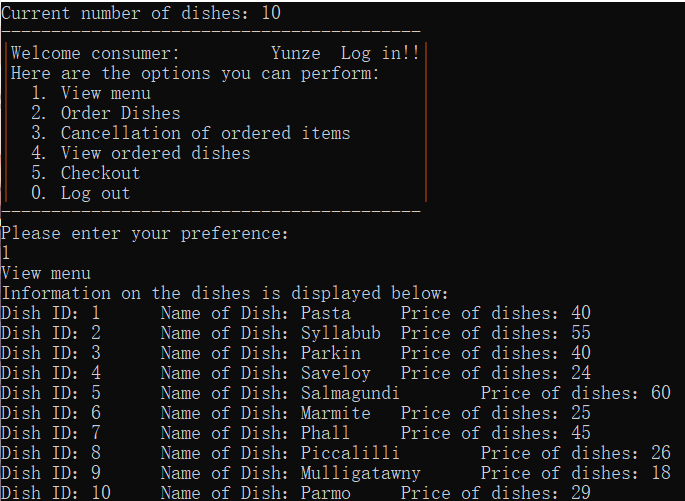 Current number of dishes: 10
------------------------------------------
|Welcome consumer:         Yunze  Log in!!|
|Here are the options you can perform:    |
|  1. View menu                           |
|  2. Order Dishes                        |
|  3. Cancellation of ordered items       |
|  4. View ordered dishes                 |
|  5. Checkout                            |
|  0. Log out                             |
------------------------------------------
Please enter your preference:
1
View menu
Information on the dishes is displayed below:
Dish ID: 1      Name of Dish: Pasta     Price of dishes: 40
Dish ID: 2      Name of Dish: Syllabub  Price of dishes: 55
Dish ID: 3      Name of Dish: Parkin    Price of dishes: 40
Dish ID: 4      Name of Dish: Saveloy   Price of dishes: 24
Dish ID: 5      Name of Dish: Salmagundi        Price of dishes: 60
Dish ID: 6      Name of Dish: Marmite   Price of dishes: 25
Dish ID: 7      Name of Dish: Phall     Price of dishes: 45
Dish ID: 8      Name of Dish: Piccalilli        Price of dishes: 26
Dish ID: 9      Name of Dish: Mulligatawny      Price of dishes: 18
Dish ID: 10     Name of Dish: Parmo     Price of dishes: 29